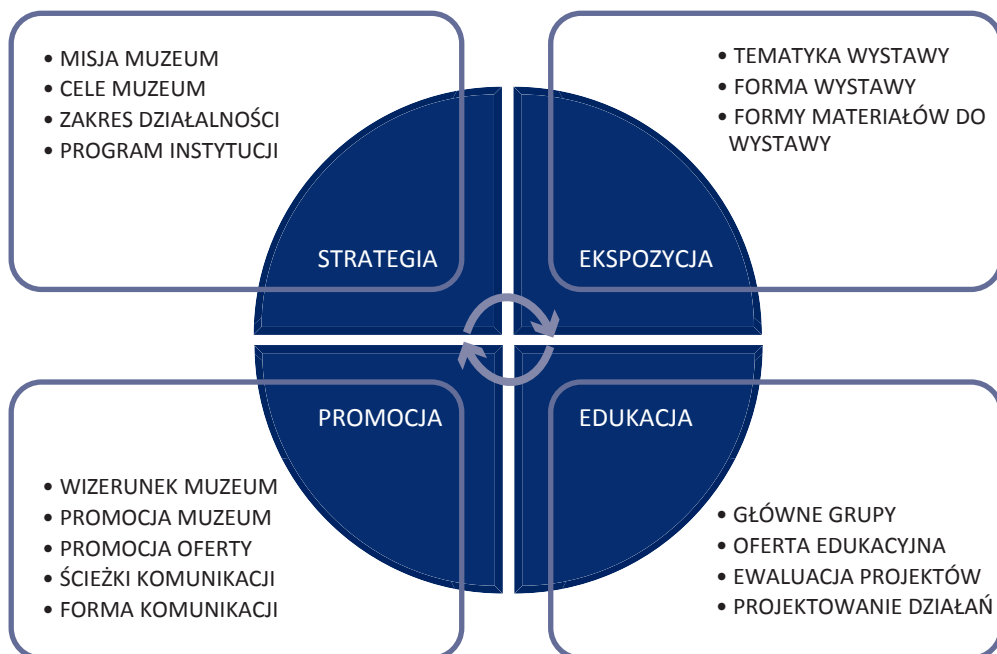 • MISJA MUZEUM
• CELE MUZEUM
• ZAKRES DZIAŁALNOŚCI
• PROGRAM INSTYTUCJI
STRATEGIA
• TEMATYKA WYSTAWY
• FORMA WYSTAWY
• FORMY MATERIAŁÓW DO
WYSTAWY
EKSPOZYCJA
PROMOCJA
• WIZERUNEK MUZEUM
• PROMOCJA MUZEUM
• PROMOCJA OFERTY
• ŚCIEŻKI KOMUNIKACJI
• FORMA KOMUNIKACJI
EDUKACJA
• GŁÓWNE GRUPY
• OFERTA EDUKACYJNA
• EWALUACJA PROJEKTÓW
• PROJEKTOWANIE DZIAŁAŃ